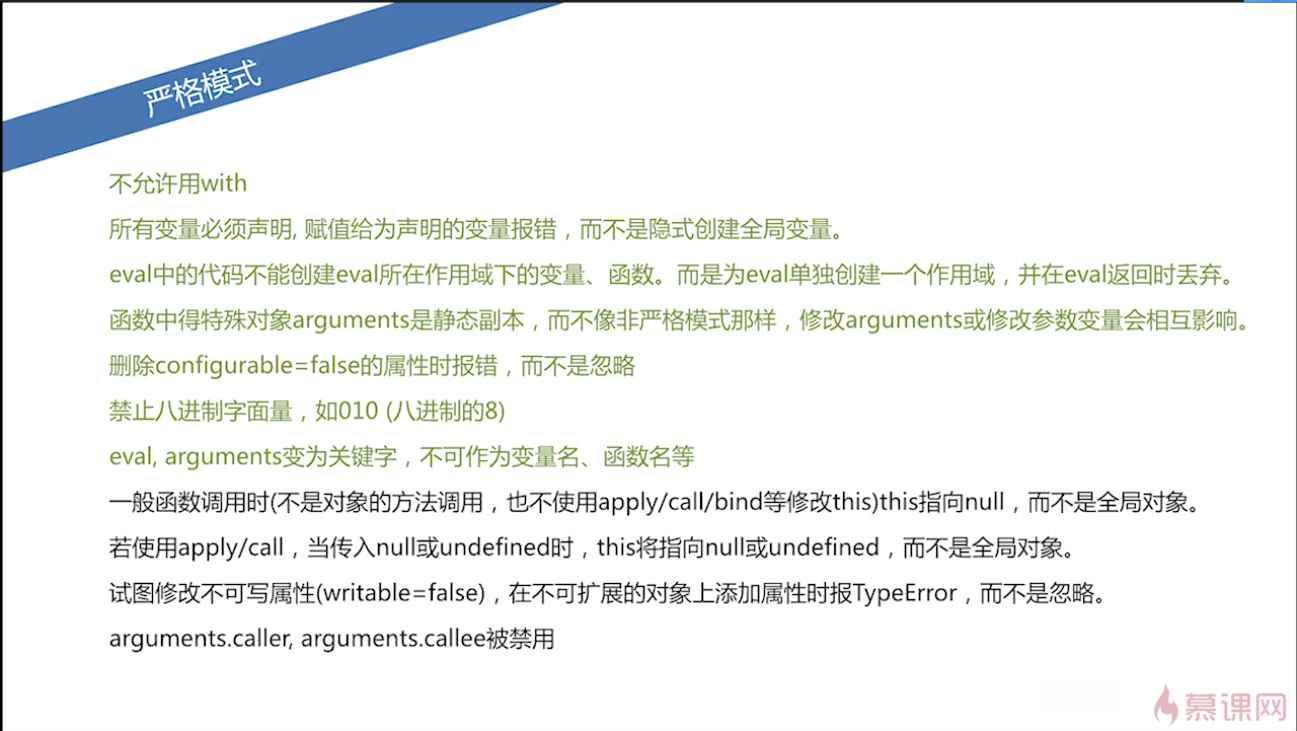 严格模式
不允许用with
所有变量必须声明, 赋值给为声明的变量报错，而不是隐式创建全局变量。
eval中的代码不能创建eval所在作用域下的变量、函数。而是为eval单独创建一个作用域，并在eval返回时丢弃。
函数中得特殊对象arguments是静态副本，而不像非严格模式那样，修改arguments或修改参数变量会相互影响。
删除configurable=false的属性时报错，而不是忽略
禁止八进制字面量，如010 (八进制的8)
eval, arguments变为关键字，不可作为变量名、函数名等
一般函数调用时(不是对象的方法调用，也不使用apply/call/bind等修改this)this指向null，而不是全局对象。
若使用apply/call，当传入null或undefined时，this将指向null或undefined，而不是全局对象。
试图修改不可写属性(writable=false)，在不可扩展的对象上添加属性时报TypeError，而不是忽略。
arguments.caller, arguments.callee被禁用
慕课网